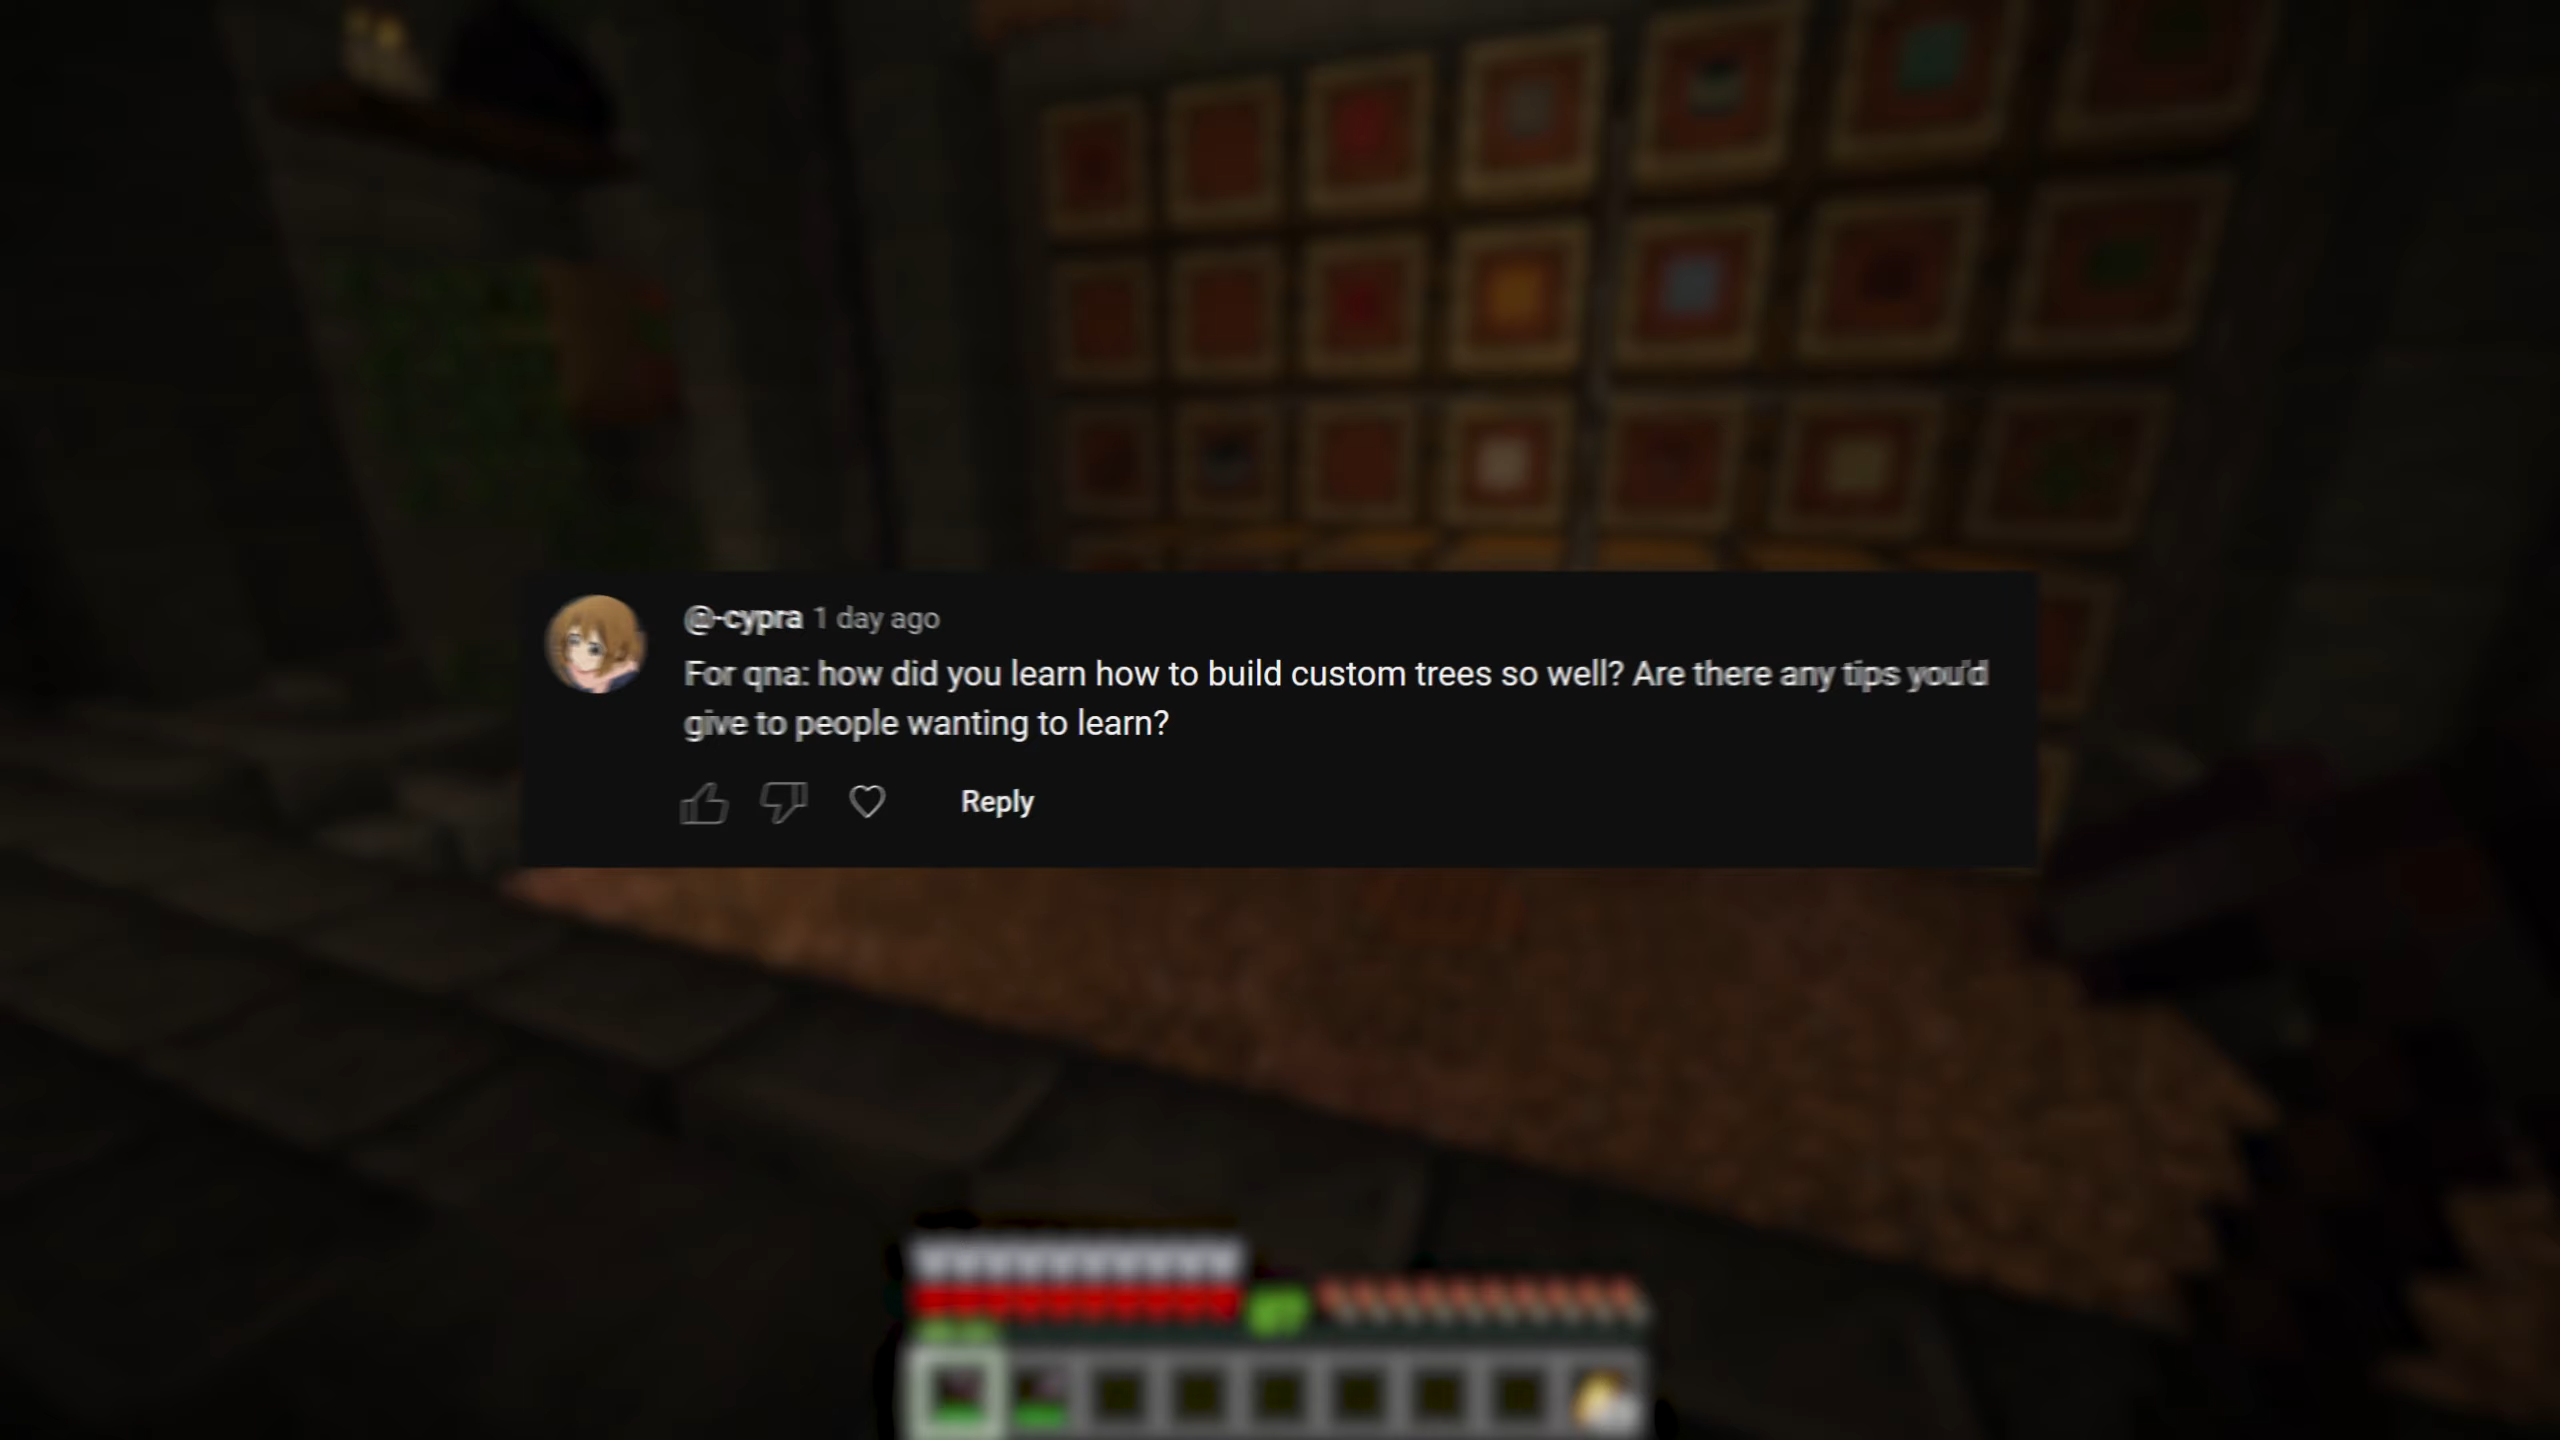 @-cypra 1 day ago
For qna: how did you learn how to build custom trees so well? Are there any tips you'd
give to people wanting to learn?
Reply